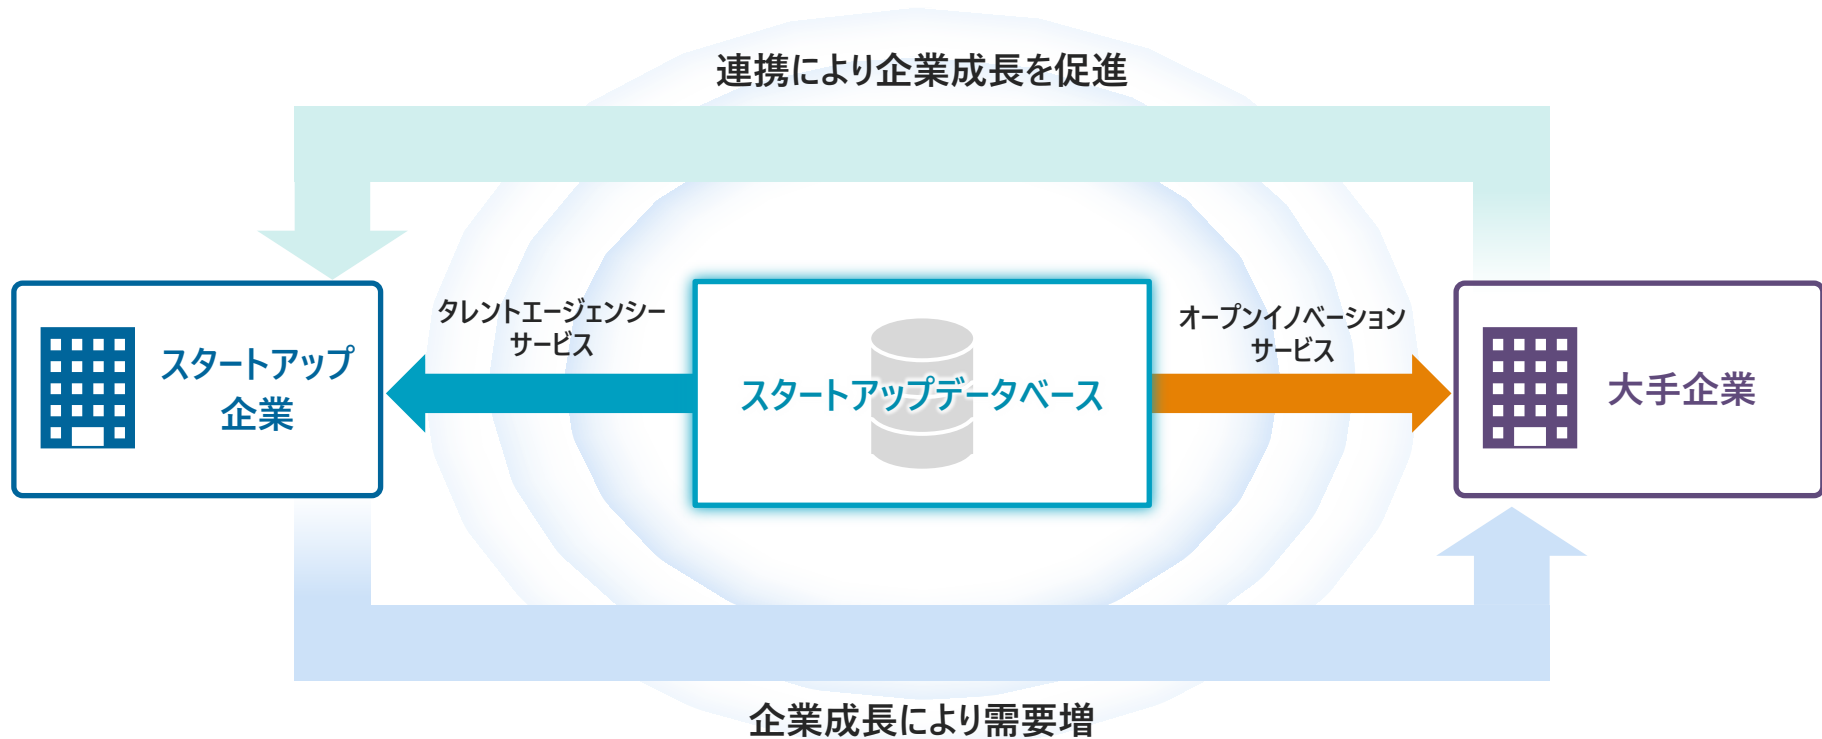 連携により企業成長を促進
タレントエージェンシー
サービス
オープンイノベーション
サービス
スタートアップ
企業
スタートアップデータベース
大手企業
企業成長により需要増